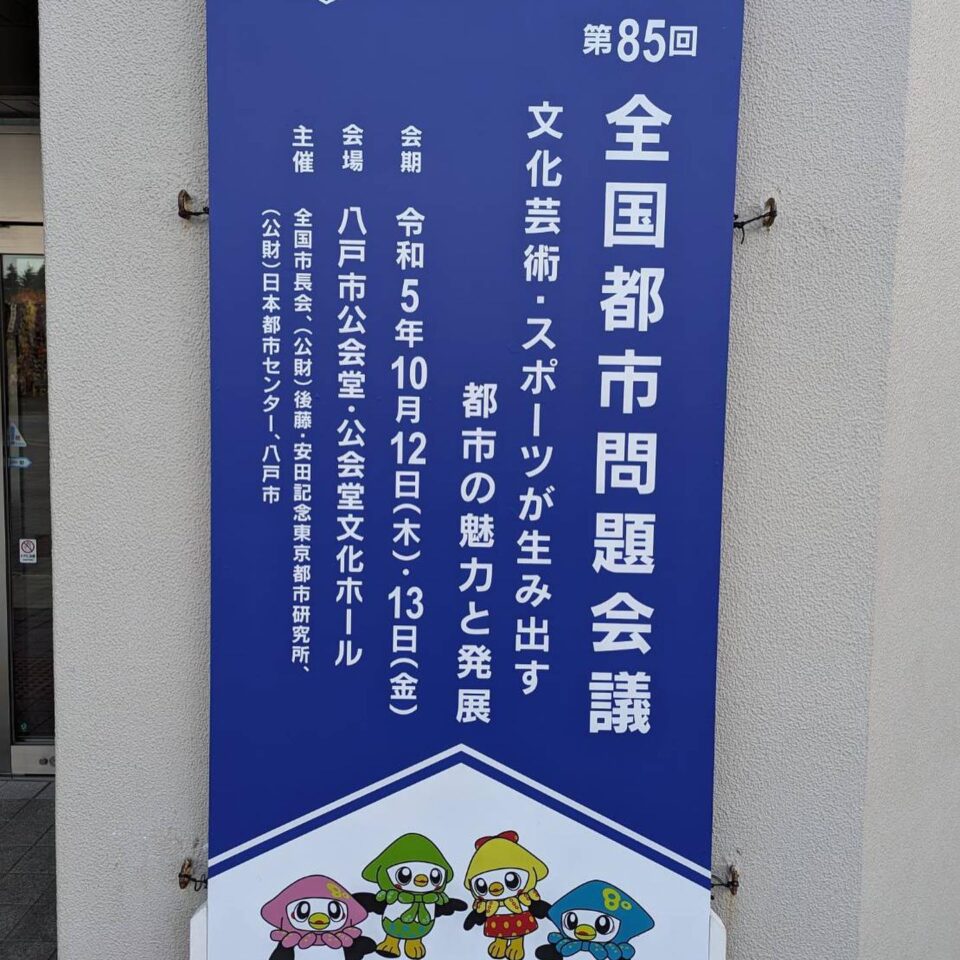 第85回
全国都市問題会議
文化芸術・スポーツが生み出す
都市の魅力と発展
会期 令和5年10月12日(木)・13日(金)
会場 八戸市公会堂・公会堂文化ホール
主催 全国市長会、(公財)後藤・安田記念東京都市研究所、
(公財)日本都市センター、八戸市
8
8